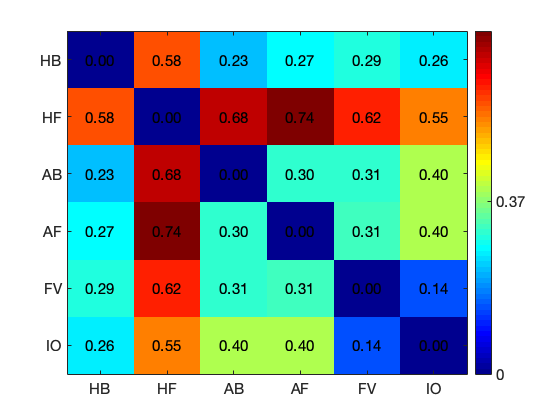 HB 0.00 0.58 0.23 0.27 0.29 0.26
HF 0.58 0.00 0.68 0.74 0.62 0.55
AB 0.23 0.68 0.00 0.30 0.31 0.40
0.37
AF 0.27 0.74 0.30 0.00 0.31 0.40
FV 0.29 0.62 0.31 0.31 0.00 0.14
IO 0.26 0.55 0.40 0.40 0.14 0.00
0
HB HF AB AF FV IO